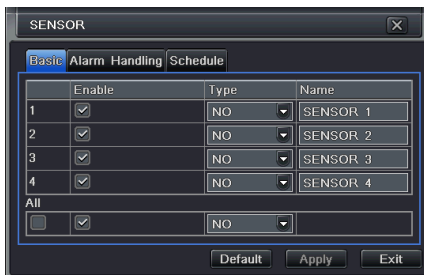 SENSOR
Basic Alarm Handling Schedule
Enable Type Name
1 NO SENSOR 1
2 NO SENSOR 2
3 NO SENSOR 3
4 NO SENSOR 4
All
NO
Default Apply Exit